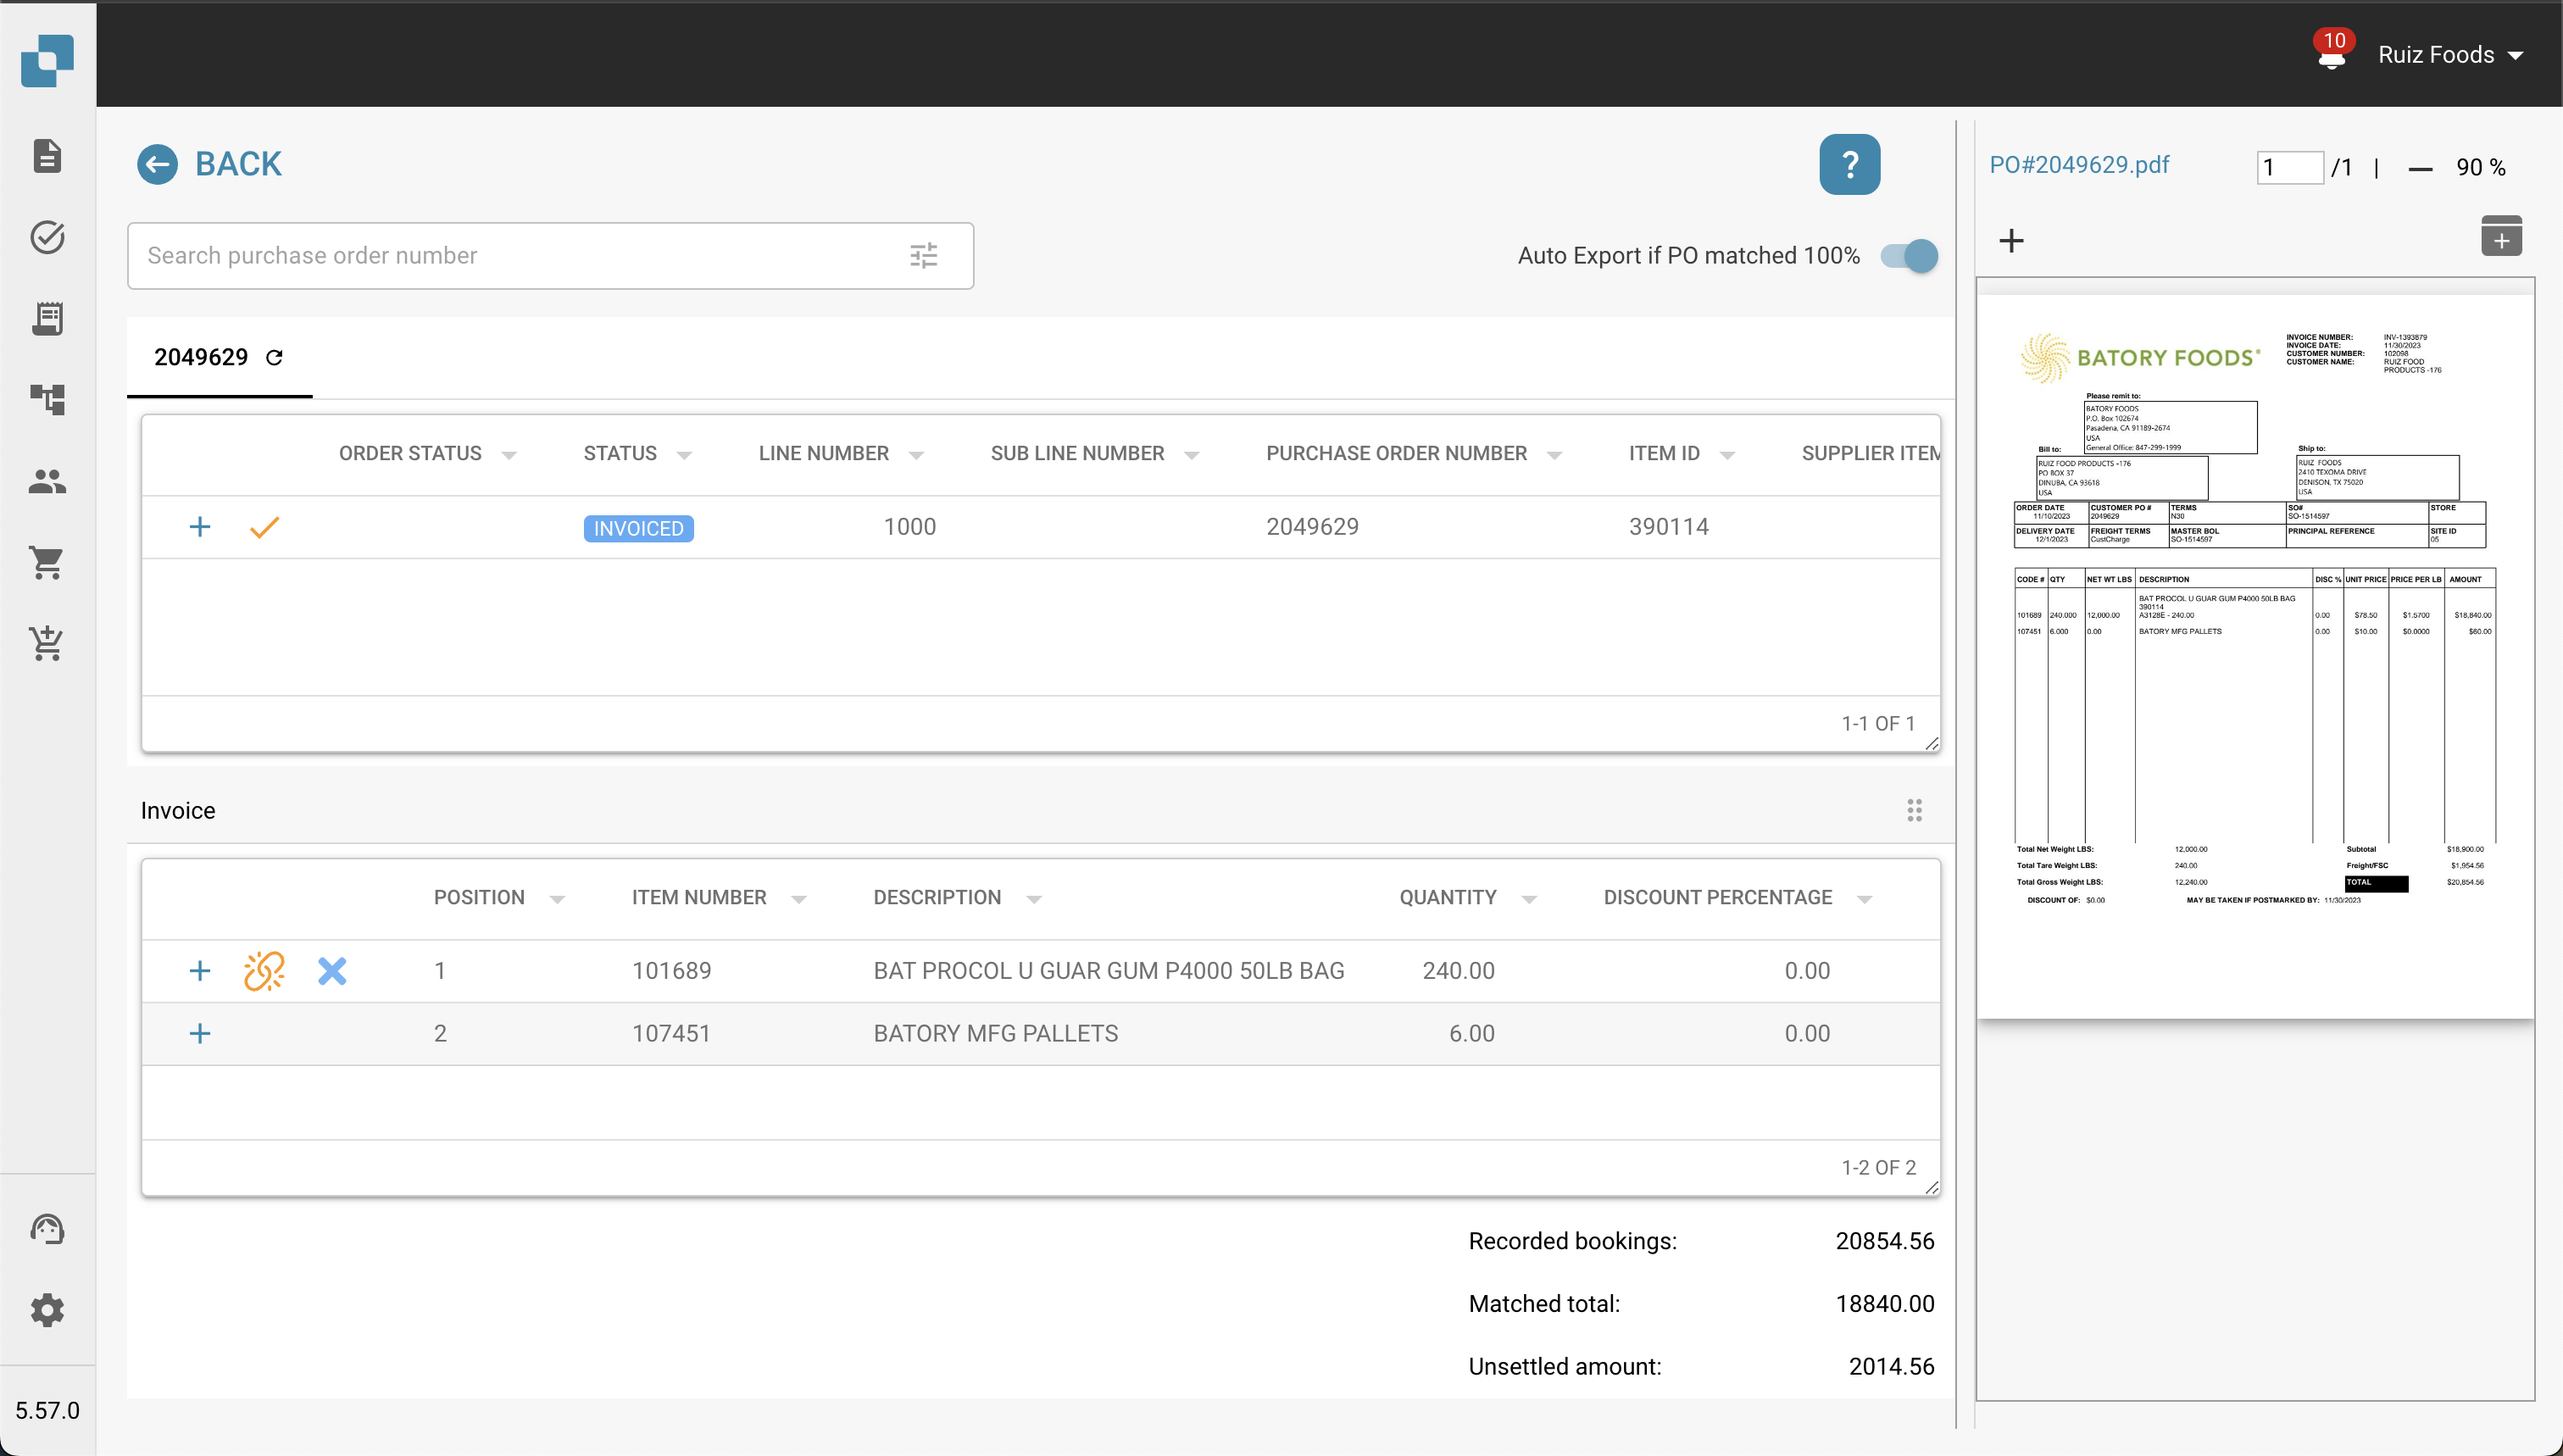 10
Ruiz Foods
BACK
?
Search purchase order number
Auto Export if PO matched 100%
2049629
ORDER STATUS STATUS LINE NUMBER SUB LINE NUMBER PURCHASE ORDER NUMBER ITEM ID SUPPLIER ITEM
INVOICED 1000 2049629 390114
1-1 OF 1
Invoice
POSITION ITEM NUMBER DESCRIPTION QUANTITY DISCOUNT PERCENTAGE
1 101689 BAT PROCOL U GUAR GUM P4000 50LB BAG 240.00 0.00
2 107451 BATORY MFG PALLETS 6.00 0.00
1-2 OF 2
Recorded bookings: 20854.56
Matched total: 18840.00
Unsettled amount: 2014.56
5.57.0
PO#2049629.pdf 1 /1 | — 90 %
BATORY FOODS®
INVOICE NUMBER: INV-1393879
INVOICE DATE: 11/30/2023
CUSTOMER NUMBER: 102098
CUSTOMER NAME: RUIZ FOOD
PRODUCTS -176
Please remit to:
BATORY FOODS
P.O. Box 102674
Pasadena, CA 91189-2674
USA
General Office: 847-299-1999
Bill to:
RUIZ FOOD PRODUCTS -176
PO BOX 37
DINUBA, CA 93618
USA
Ship to:
RUIZ FOODS
2410 TEXOMA DRIVE
DENISON, TX 75020
USA
ORDER DATE CUSTOMER PO # TERMS SO# STORE
11/10/2023 2049629 N30 SO-1514597
DELIVERY DATE FREIGHT TERMS MASTER BOL PRINCIPAL REFERENCE SITE ID
12/1/2023 CustCharge SO-1514597 05
CODE # QTY NET WT LBS DESCRIPTION DISC % UNIT PRICE PRICE PER LB AMOUNT
BAT PROCOL U GUAR GUM P4000 50LB BAG
390114
101689 240.000 12,000.00 A3128E - 240.00 0.00 $78.50 $1.5700 $18,840.00
107451 6.000 0.00 BATORY MFG PALLETS 0.00 $10.00 $0.0000 $60.00
Total Net Weight LBS: 12,000.00 Subtotal $18,900.00
Total Tare Weight LBS: 240.00 Freight/FSC $1,954.56
Total Gross Weight LBS: 12,240.00 TOTAL $20,854.56
DISCOUNT OF: $0.00 MAY BE TAKEN IF POSTMARKED BY: 11/30/2023